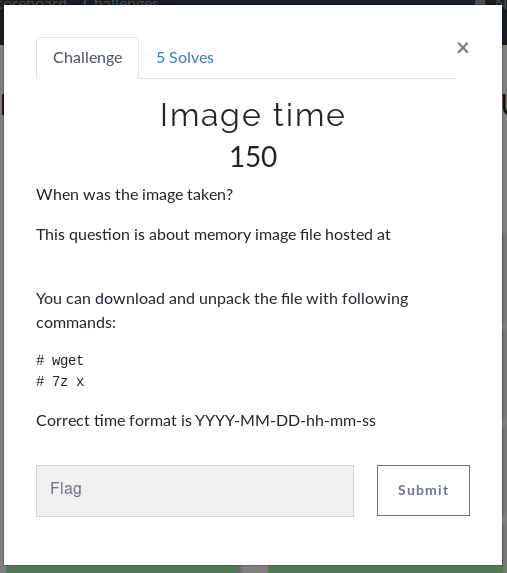 Challenges
Challenge
5 Solves
×
Image time
150
When was the image taken?
This question is about memory image file hosted at
You can download and unpack the file with following
commands:
# wget
# 7z x
Correct time format is YYYY-MM-DD-hh-mm-ss
Flag
Submit